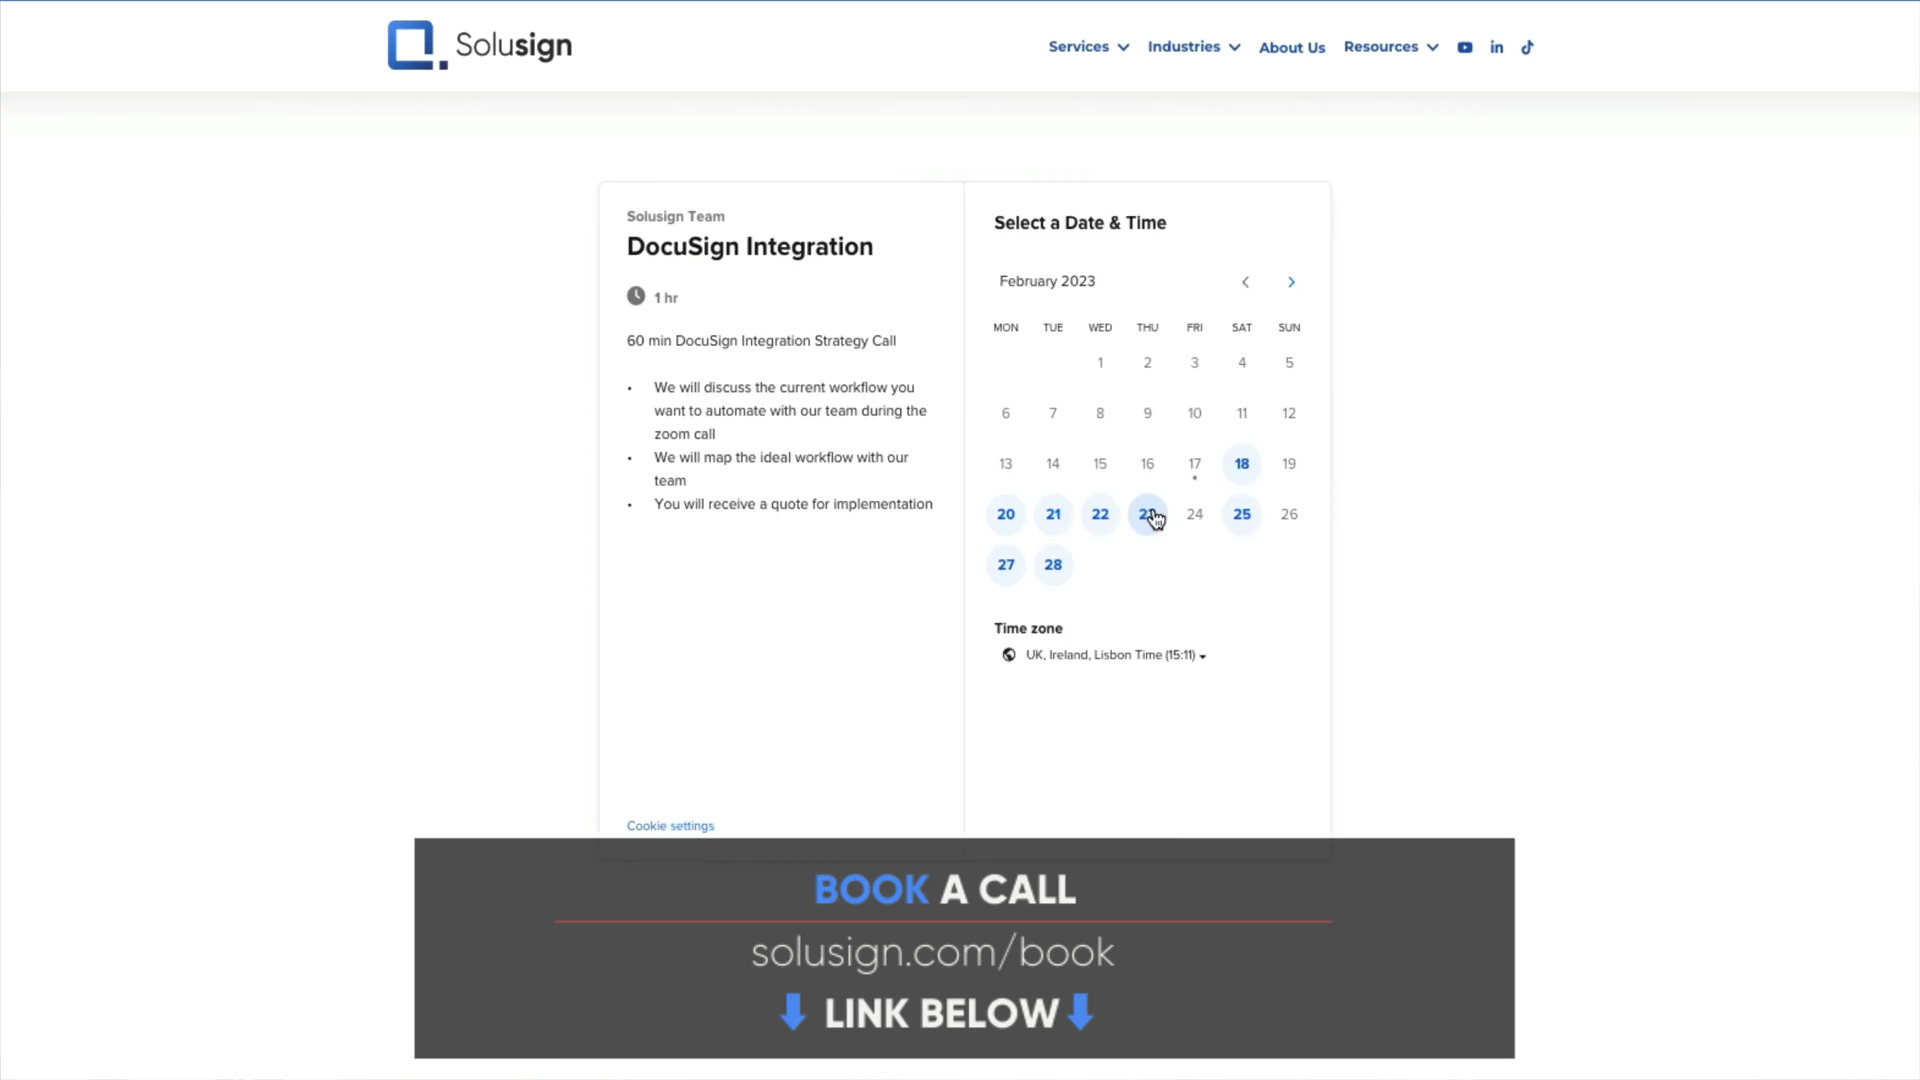 Solusign
Services
Industries
About Us
Resources
Solusign Team
DocuSign Integration
1 hr
60 min DocuSign Integration Strategy Call
• We will discuss the current workflow you
want to automate with our team during the
zoom call
• We will map the ideal workflow with our
team
• You will receive a quote for implementation
Cookie settings
Select a Date & Time
February 2023
MON TUE WED THU FRI SAT SUN
1 2 3 4 5
6 7 8 9 10 11 12
13 14 15 16 17 18 19
20 21 22 24 25 26
27 28
Time zone
UK, Ireland, Lisbon Time (15:11)
BOOK A CALL
solusign.com/book
LINK BELOW